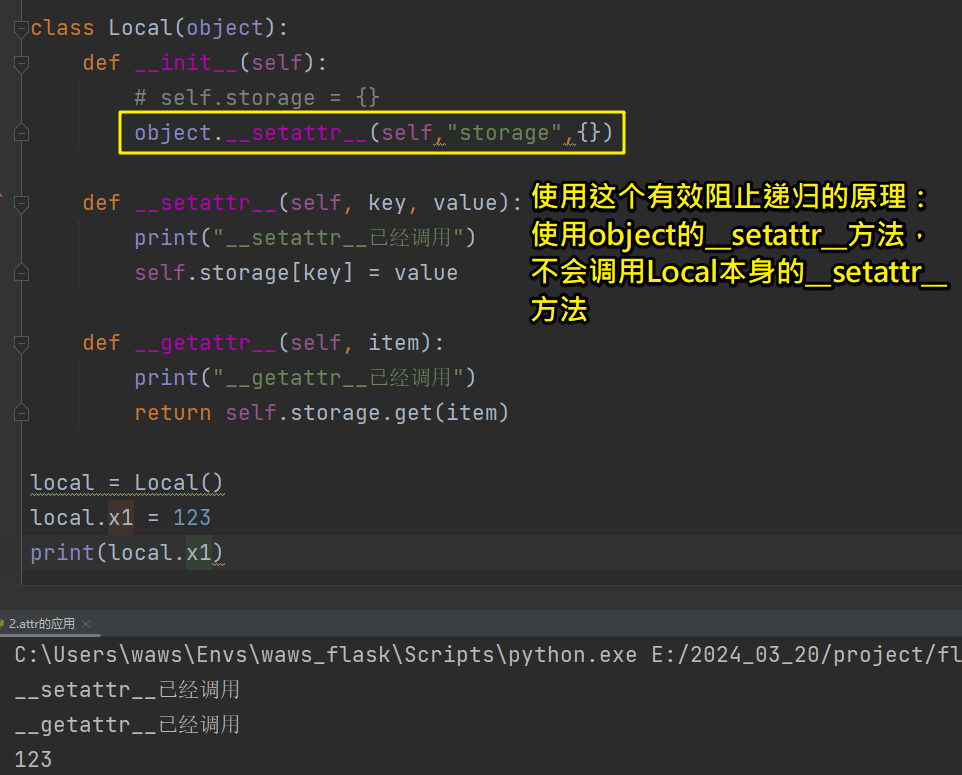 class Local(object):
def __init__(self):
# self.storage = {}
object.__setattr__(self,"storage",{})
def __setattr__(self, key, value):
print("__setattr__已经调用")
self.storage[key] = value
使用这个有效阻止递归的原理：
使用object的__setattr__方法，
不会调用Local本身的__setattr__
方法
def __getattr__(self, item):
print("__getattr__已经调用")
return self.storage.get(item)
local = Local()
local.x1 = 123
print(local.x1)
2.attr的应用
C:\Users\waws\Envs\waws_flask\Scripts\python.exe E:/2024_03_20/project/fl
__setattr__已经调用
__getattr__已经调用
123